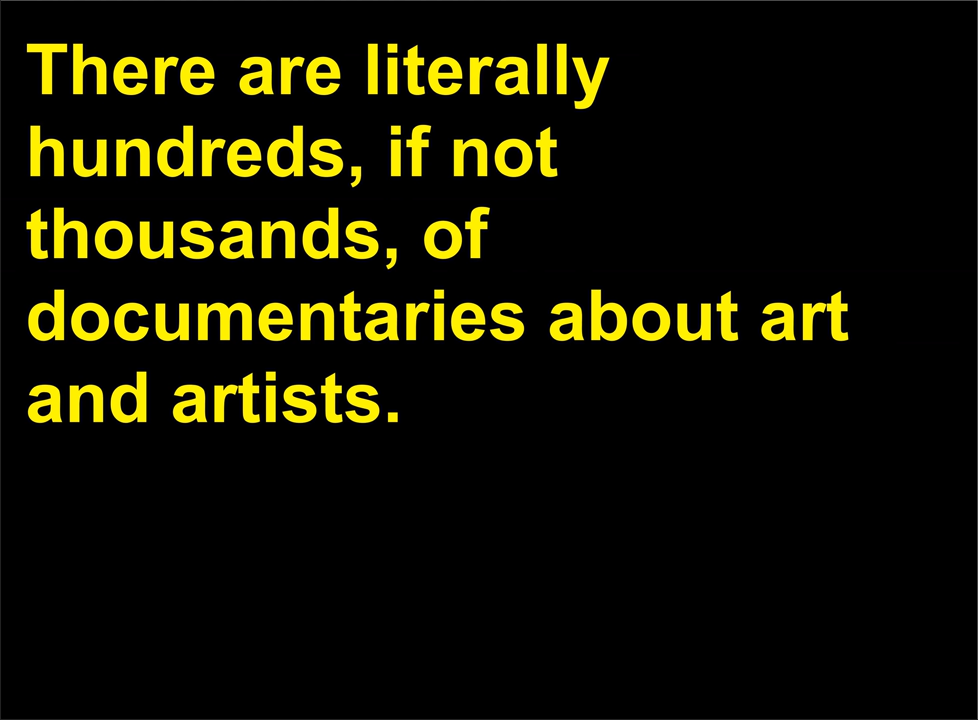 There are literally
hundreds, if not
thousands, of
documentaries about art
and artists.